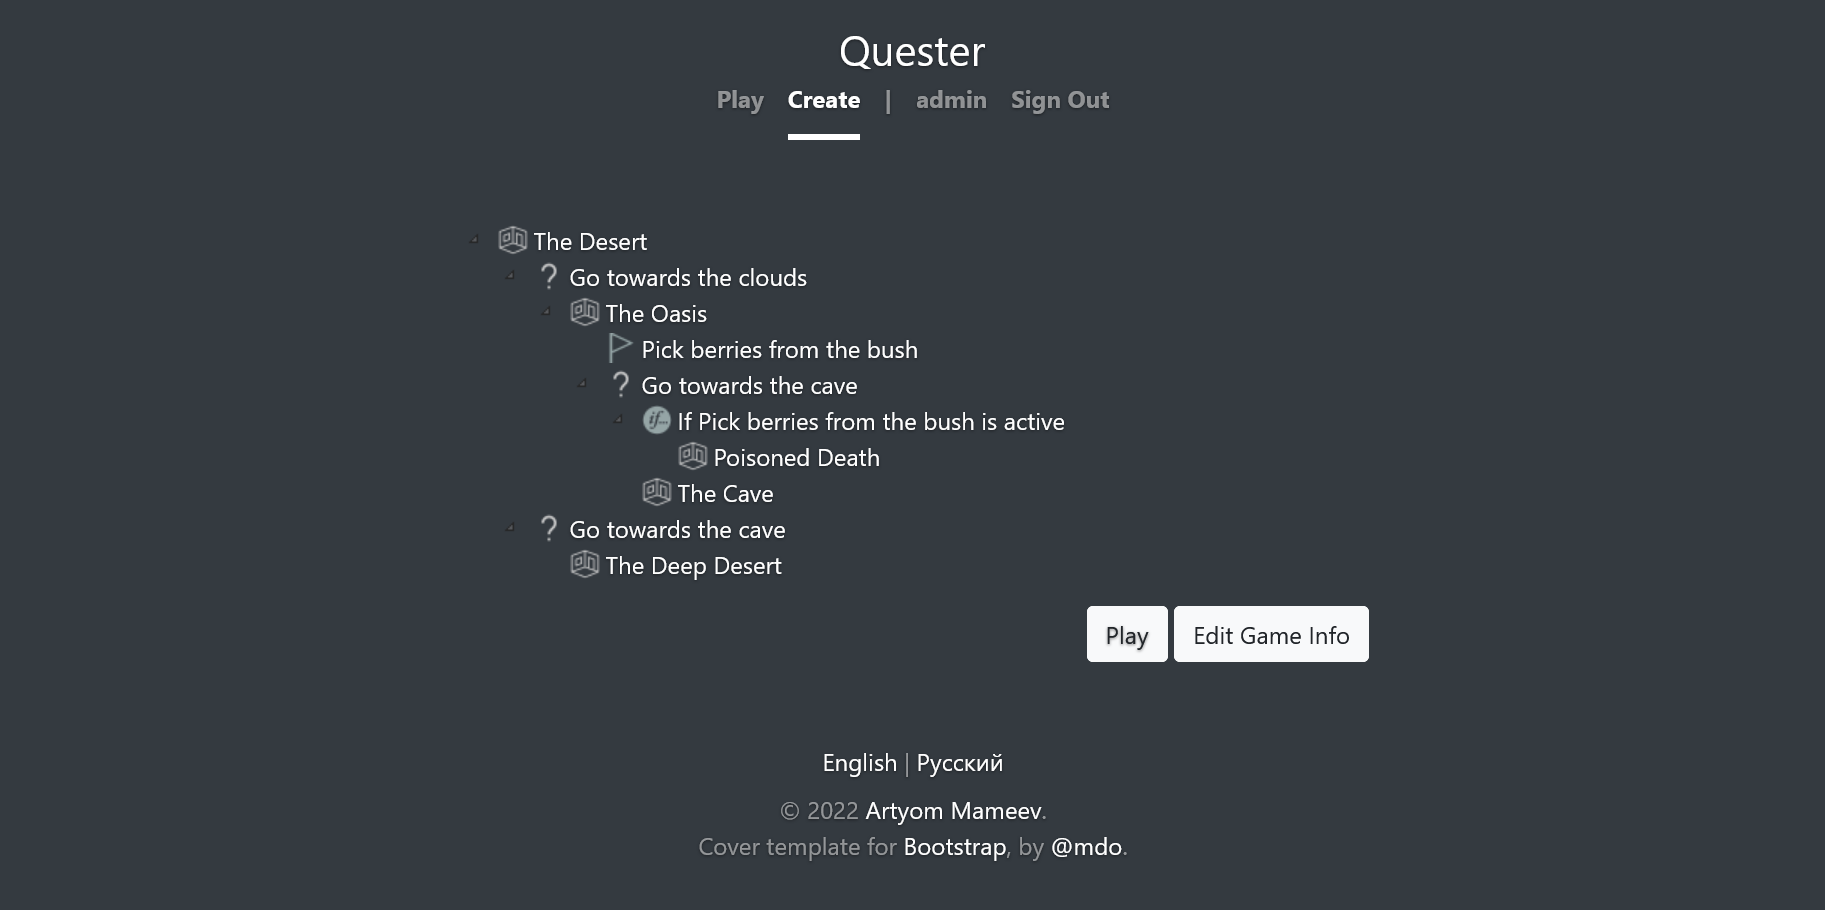 Quester
Play Create | admin Sign Out
The Desert
? Go towards the clouds
The Oasis
Pick berries from the bush
? Go towards the cave
if... If Pick berries from the bush is active
Poisoned Death
The Cave
? Go towards the cave
The Deep Desert
Play Edit Game Info
English | Русский
© 2022 Artyom Mameev.
Cover template for Bootstrap, by @mdo.